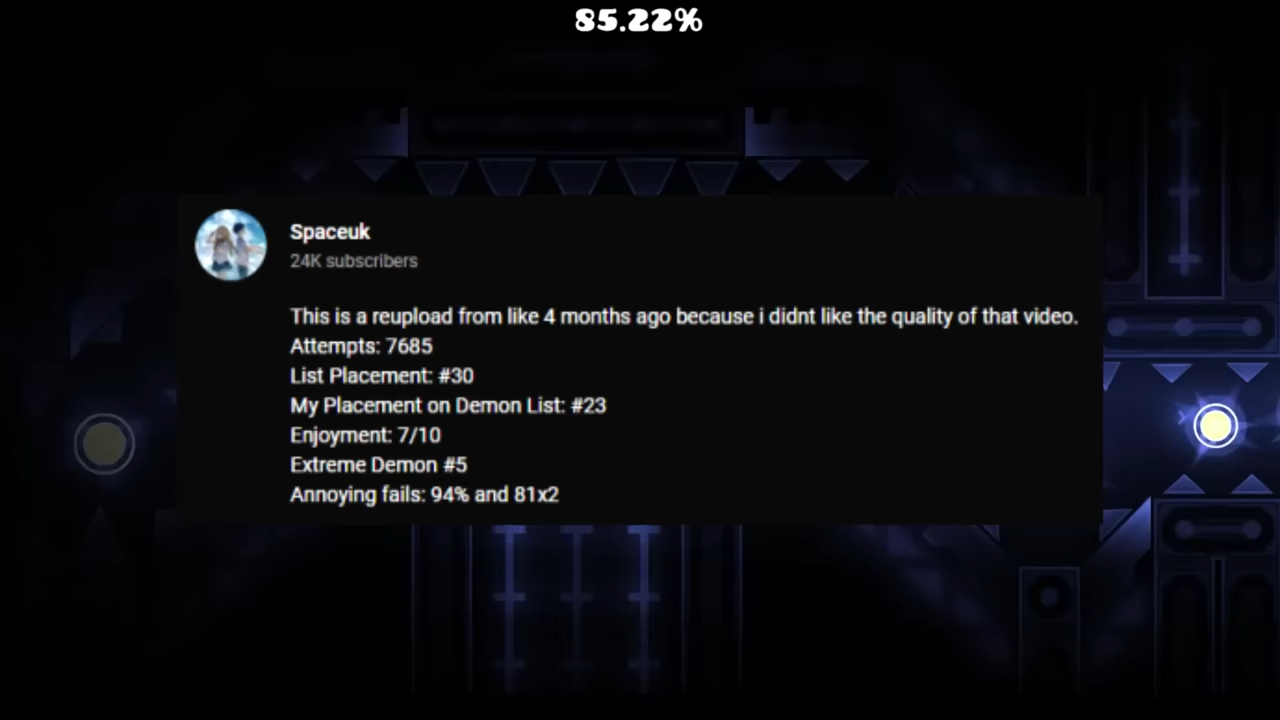 85.22%
Spaceuk
24K subscribers
This is a reupload from like 4 months ago because i didnt like the quality of that video.
Attempts: 7685
List Placement: #30
My Placement on Demon List: #23
Enjoyment: 7/10
Extreme Demon #5
Annoying fails: 94% and 81x2